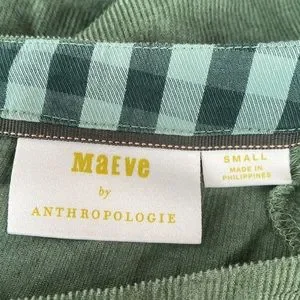 MaEve
by
ANTHROPOLOGIE
SMALL
MADE IN
PHILIPPINES